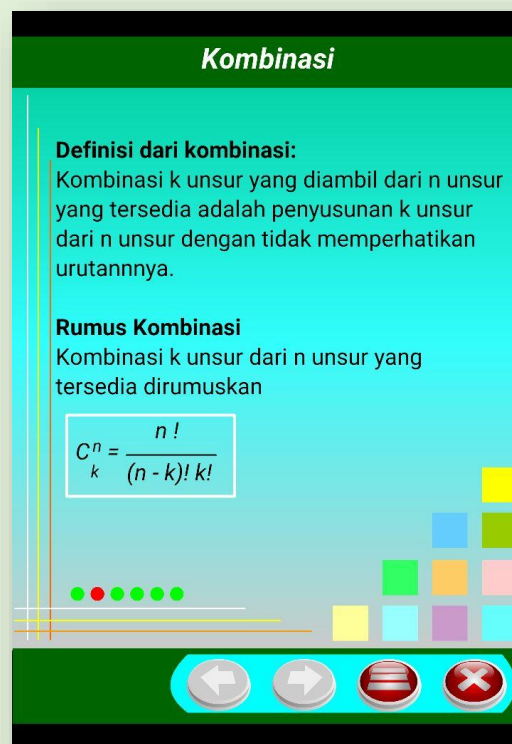 Kombinasi
Definisi dari kombinasi:
Kombinasi k unsur yang diambil dari n unsur
yang tersedia adalah penyusunan k unsur
dari n unsur dengan tidak memperhatikan
urutannnya.
Rumus Kombinasi
Kombinasi k unsur dari n unsur yang
tersedia dirumuskan
C^n_k = n ! / (n - k)! k!